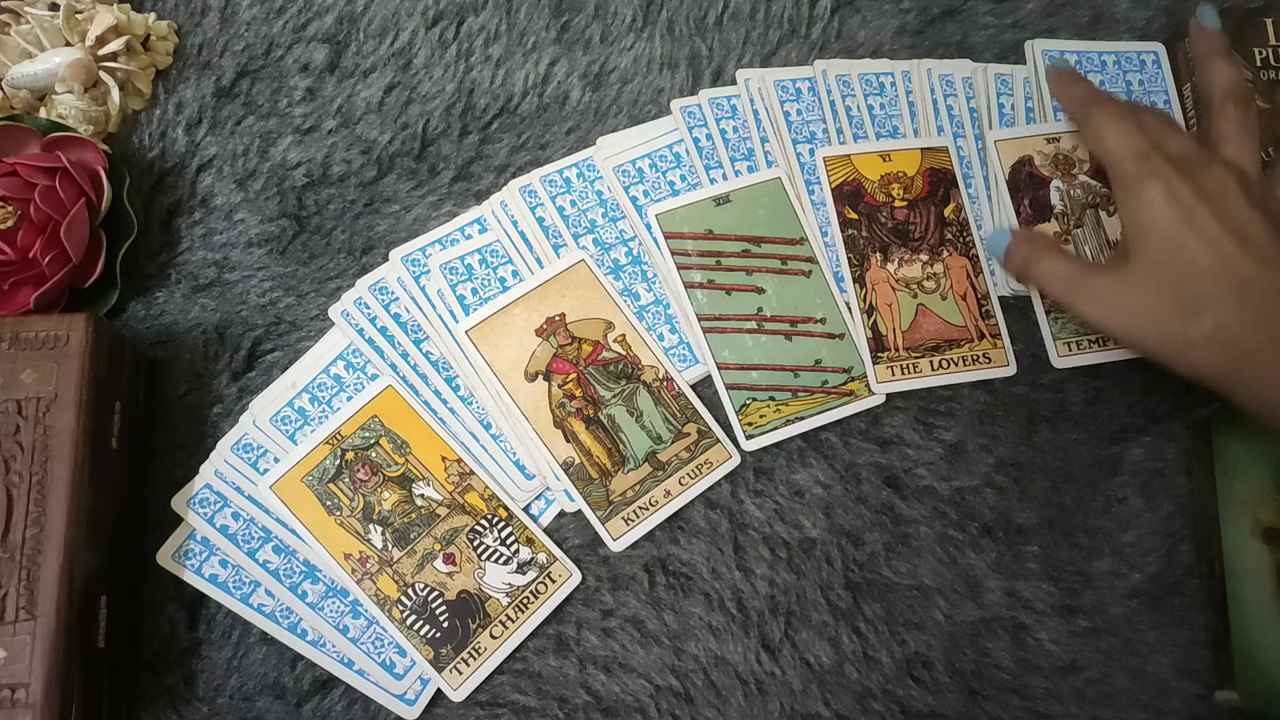 VII
THE CHARIOT.
KING of CUPS.
VIII
VI
THE LOVERS.
XIV